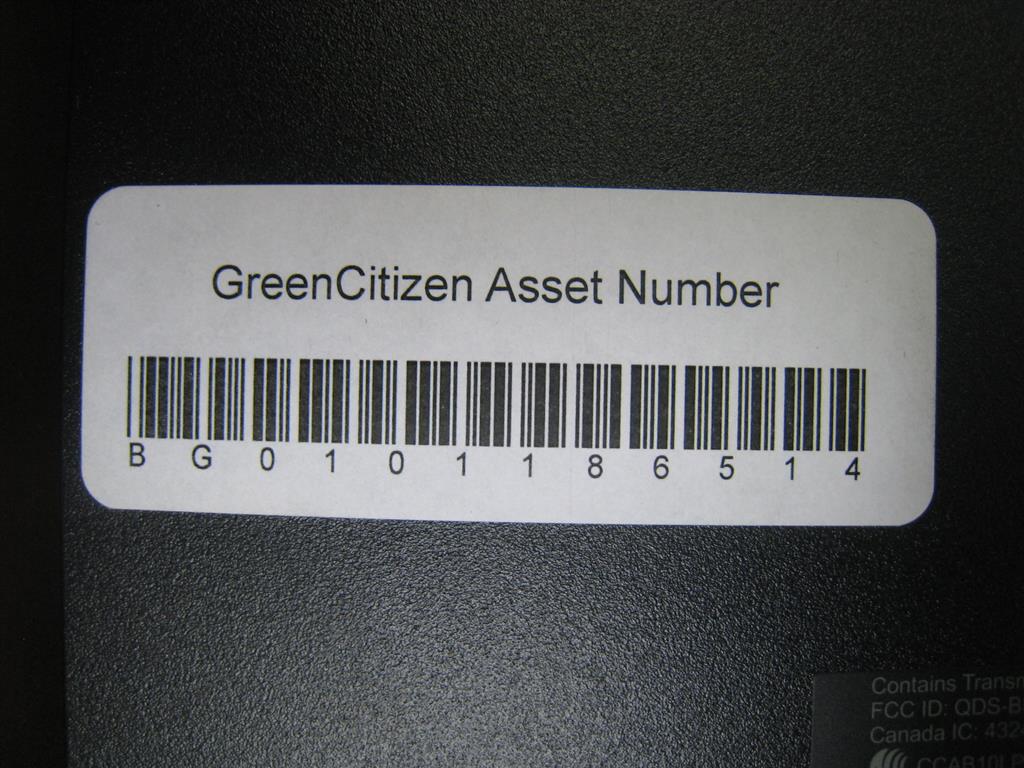 GreenCitizen Asset Number
B G 0 1 0 1 1 8 6 5 1 4
Contains
FCC ID: QDS-B
Canada IC: 432